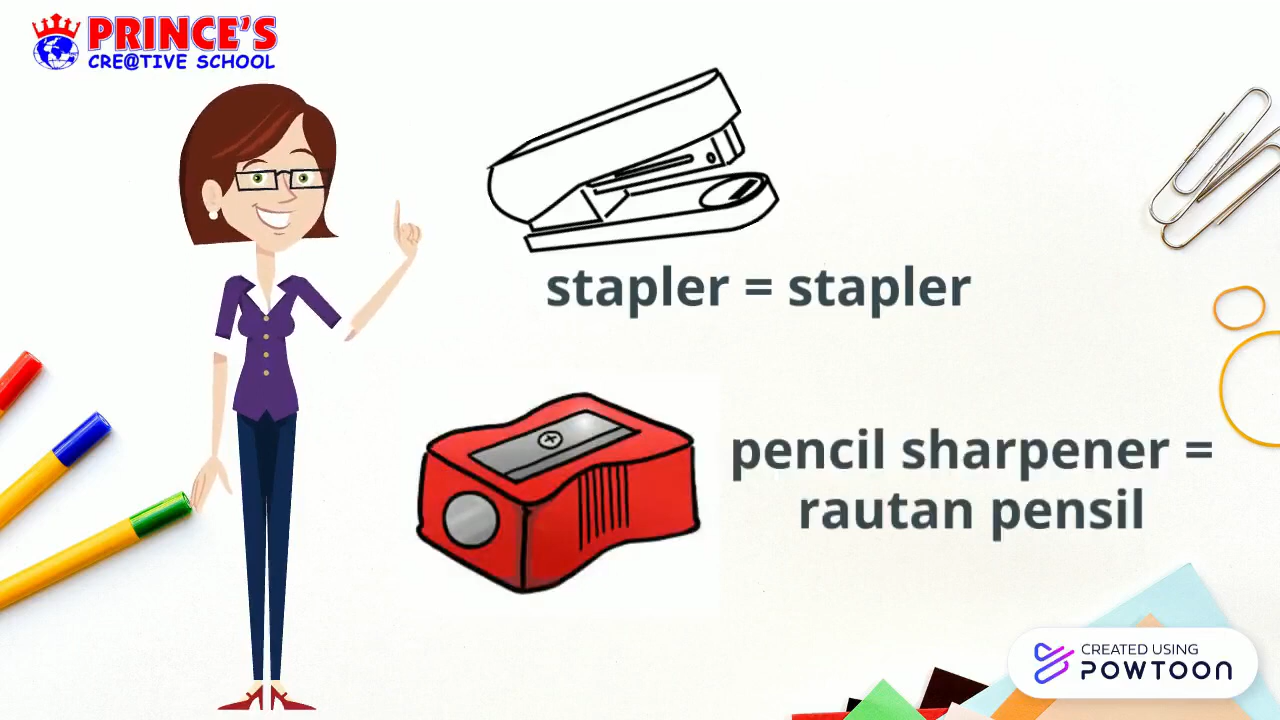 PRINCE'S
CRE@TIVE SCHOOL
stapler = stapler
pencil sharpener =
rautan pensil
CREATED USING
POWTOON